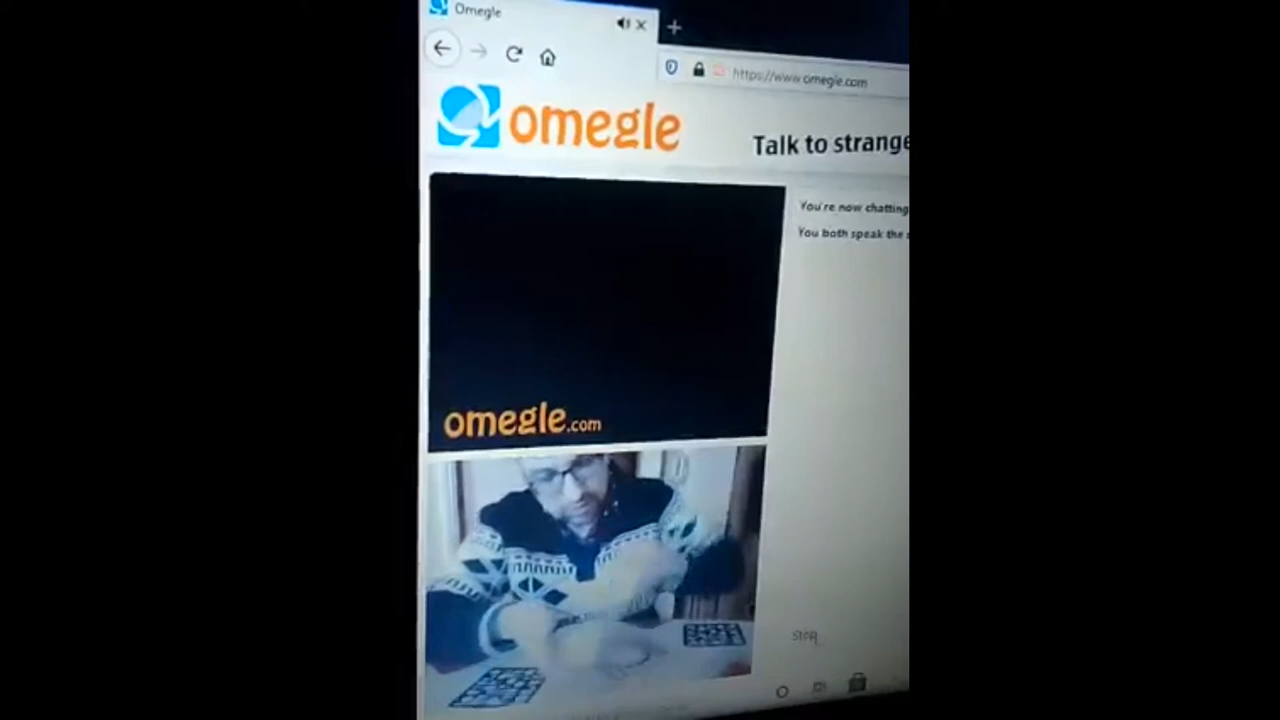 Omegle
https://www.omegle.com
omegle
Talk to strange
You're now chatting
You both speak the
omegle.com
stop